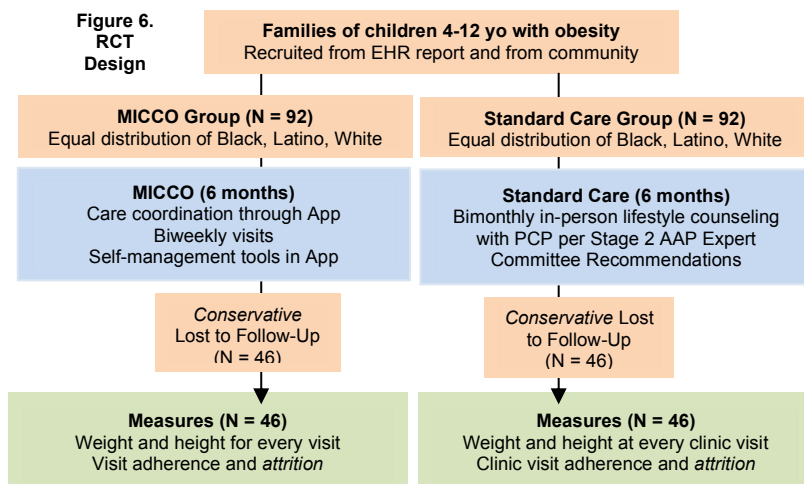 Figure 6.
RCT
Design
Families of children 4-12 yo with obesity
Recruited from EHR report and from community
MICCO Group (N = 92)
Equal distribution of Black, Latino, White
Standard Care Group (N = 92)
Equal distribution of Black, Latino, White
MICCO (6 months)
Care coordination through App
Biweekly visits
Self-management tools in App
Standard Care (6 months)
Bimonthly in-person lifestyle counseling
with PCP per Stage 2 AAP Expert
Committee Recommendations
Conservative
Lost to Follow-Up
(N = 46)
Conservative Lost
to Follow-Up
(N = 46)
Measures (N = 46)
Weight and height for every visit
Visit adherence and attrition
Measures (N = 46)
Weight and height at every clinic visit
Clinic visit adherence and attrition